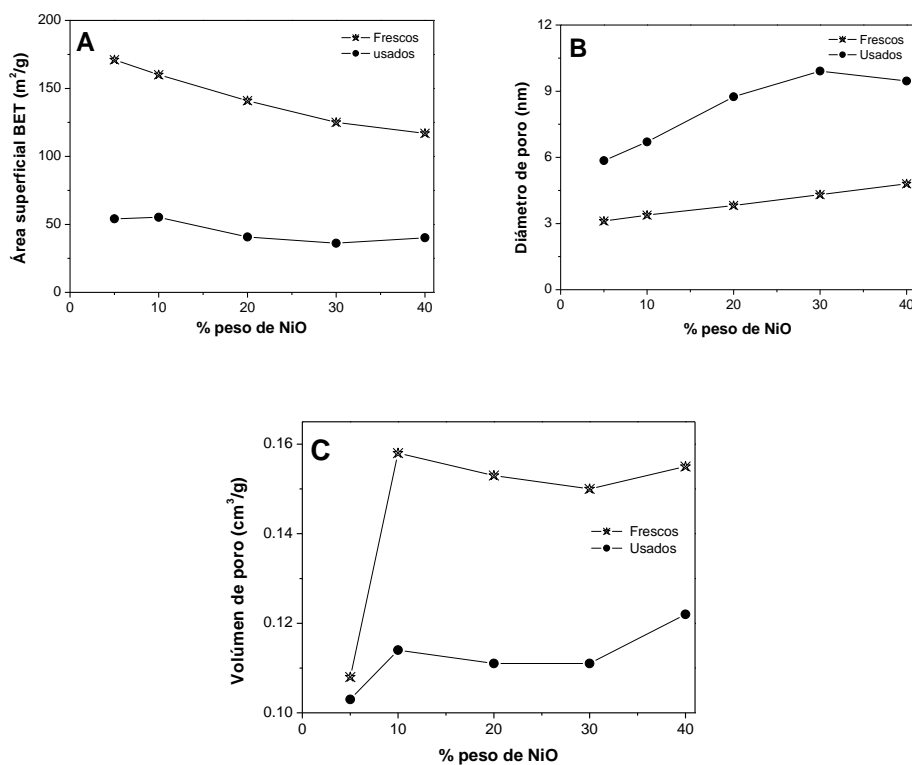 A
Frescos
usados
Área superficial BET (m²/g)
200
150
100
50
0
0 10 20 30 40
% peso de NiO
B
Frescos
Usados
Diámetro de poro (nm)
12
9
6
3
0
0 10 20 30 40
% peso de NiO
C
Frescos
Usados
Volúmen de poro (cm³/g)
0.16
0.14
0.12
0.10
0 10 20 30 40
% peso de NiO